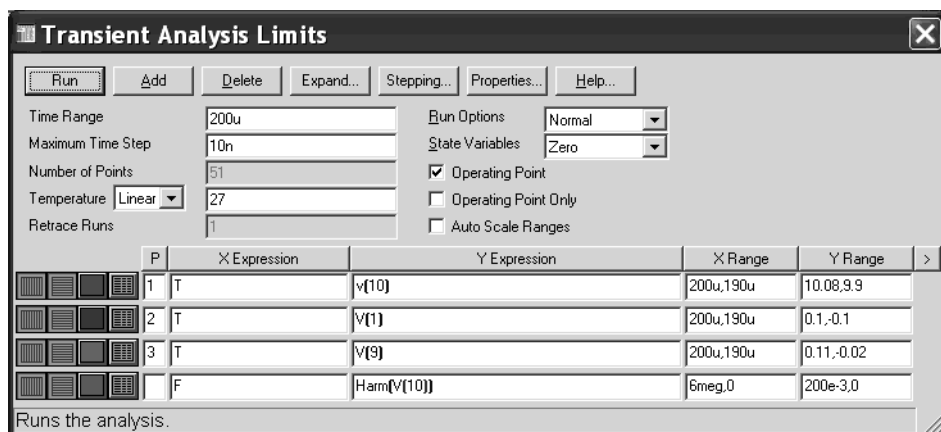 Transient Analysis Limits
Run Add Delete Expand... Stepping... Properties... Help...
Time Range 200u Run Options Normal
Maximum Time Step 10n State Variables Zero
Number of Points 51 Operating Point
Temperature Linear 27 Operating Point Only
Retrace Runs 1 Auto Scale Ranges
P X Expression Y Expression X Range Y Range >
1 T v(10) 200u,190u 10.08,9.9
2 T V(1) 200u,190u 0.1,-0.1
3 T V(9) 200u,190u 0.11,-0.02
F Harm(V(10)) 6meg,0 200e-3,0
Runs the analysis.